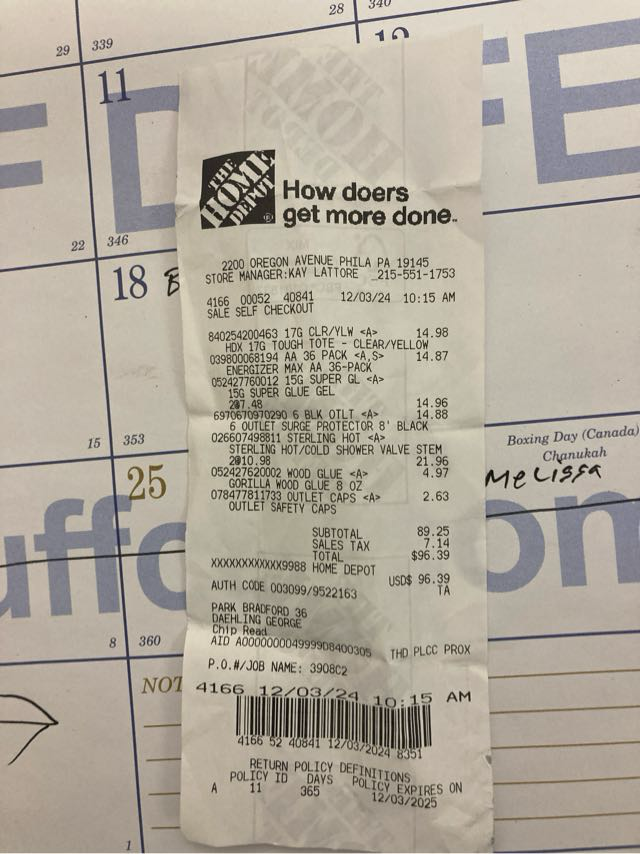 28
340
29
339
10
11
THE
HOME
DEPOT
How doers
get more done.
22
346
2200 OREGON AVENUE PHILA PA 19145
STORE MANAGER:KAY LATTORE 215-551-1753
18
4166 00052 40841 12/03/24 10:15 AM
SALE SELF CHECKOUT
840254200463 17G CLR/YLW <A> 14.98
HDX 17G TOUGH TOTE - CLEAR/YELLOW
039800068194 AA 36 PACK <A,S> 14.87
ENERGIZER MAX AA 36-PACK
052427760012 15G SUPER GL <A>
15G SUPER GLUE GEL
2@7.48 14.96
6970670970290 6 BLK OTLT <A> 14.88
6 OUTLET SURGE PROTECTOR 8' BLACK
026607498811 STERLING HOT <A>
STERLING HOT/COLD SHOWER VALVE STEM
2@10.98 21.96
052427620002 WOOD GLUE <A> 4.97
GORILLA WOOD GLUE 8 OZ
078477811733 OUTLET CAPS <A> 2.63
OUTLET SAFETY CAPS
15
353
Boxing Day (Canada)
Chanukah
25
Melissa
SUBTOTAL 89.25
SALES TAX 7.14
TOTAL $96.39
XXXXXXXXXXXX9988 HOME DEPOT
USD$ 96.39
AUTH CODE 003099/9522163 TA
PARK BRADFORD 36
DAEHLING GEORGE
Chip Read
AID A0000000049999D8400305 THD PLCC PROX
8
360
P.O.#/JOB NAME: 3908C2
NOT
4166 12/03/24 10:15 AM
4166 52 40841 12/03/2024 8351
RETURN POLICY DEFINITIONS
POLICY ID DAYS POLICY EXPIRES ON
A 11 365 12/03/2025
1